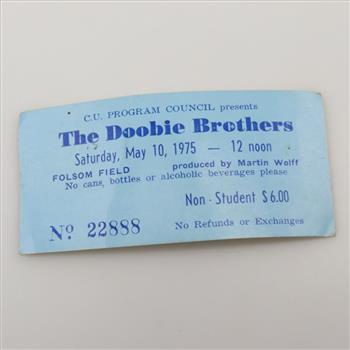 C.U. PROGRAM COUNCIL presents
The Doobie Brothers
Saturday, May 10, 1975 — 12 noon
FOLSOM FIELD produced by Martin Wolff
No cans, bottles or alcoholic beverages please
Non - Student $6.00
Nº 22888 No Refunds or Exchanges